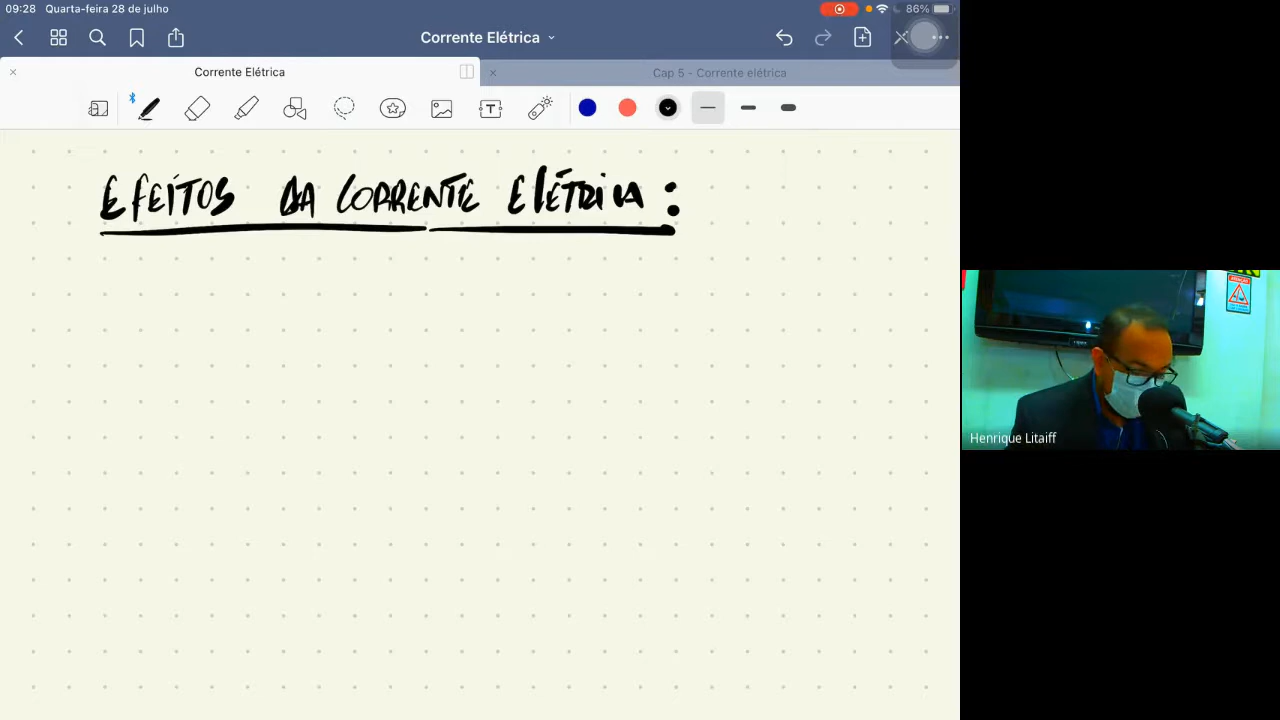 09:28 Quarta-feira 28 de julho
86%
Corrente Elétrica
Corrente Elétrica
Cap 5 - Corrente elétrica
T
EFEITOS DA CORRENTE ELÉTRICA:
Henrique Litaiff